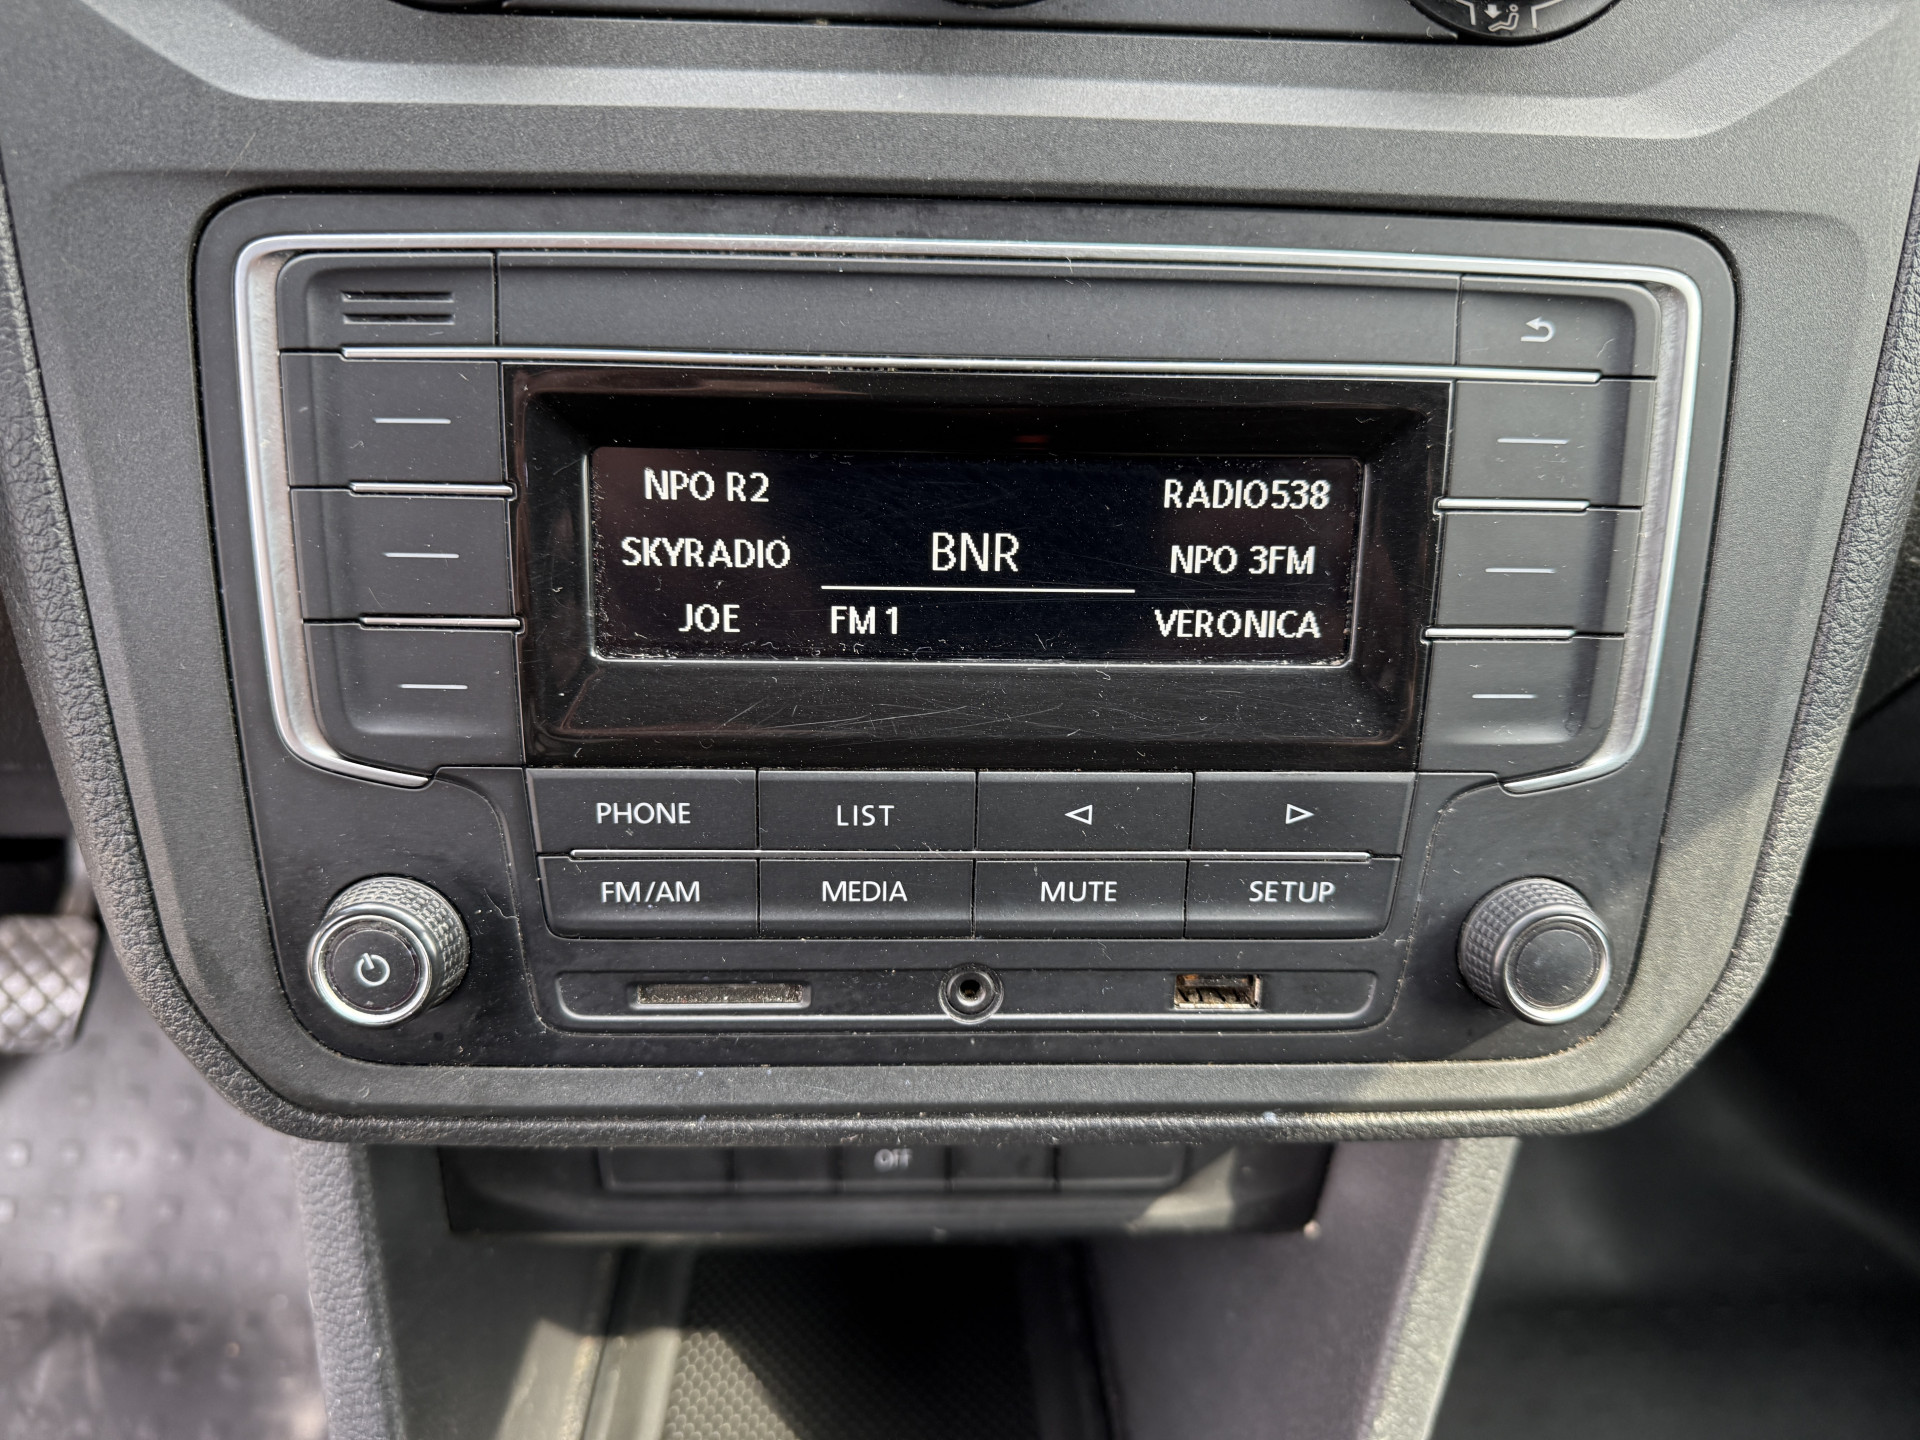 NPO R2
RADIO538
SKYRADIO
BNR
NPO 3FM
JOE
FM 1
VERONICA
PHONE
LIST
FM/AM
MEDIA
MUTE
SETUP
OFF